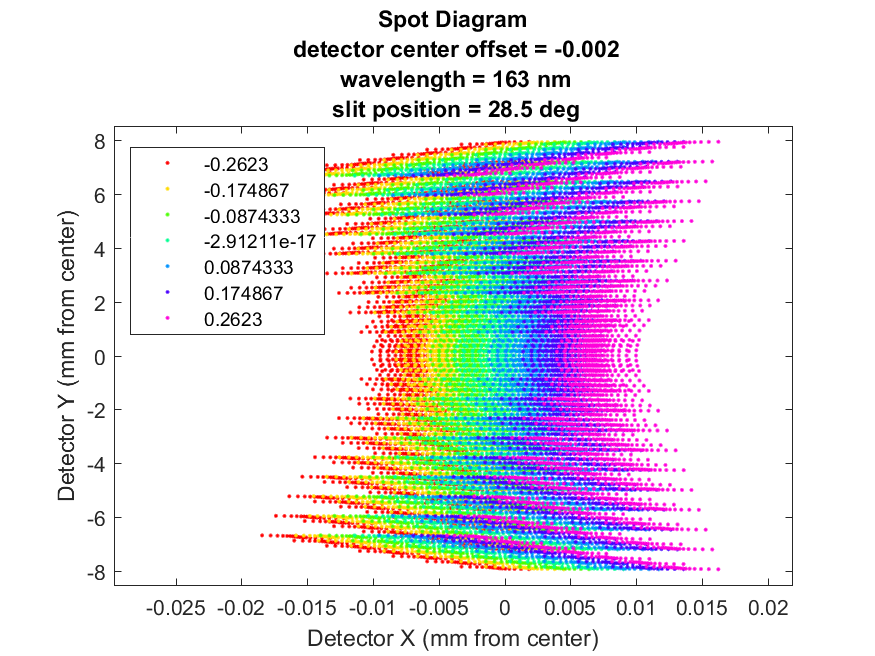 Spot Diagram
detector center offset = -0.002
wavelength = 163 nm
slit position = 28.5 deg
-0.2623
-0.174867
-0.0874333
-2.91211e-17
0.0874333
0.174867
0.2623
8
6
4
2
0
-2
-4
-6
-8
Detector Y (mm from center)
-0.025 -0.02 -0.015 -0.01 -0.005 0 0.005 0.01 0.015 0.02
Detector X (mm from center)